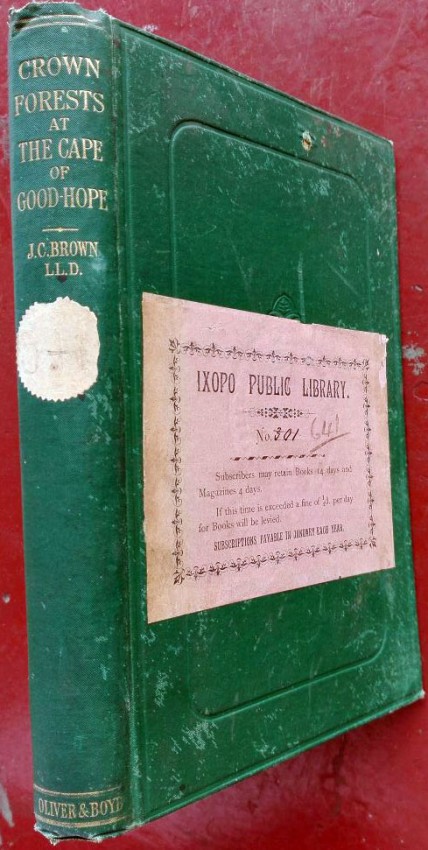 CROWN
FORESTS
AT
THE CAPE
OF
GOOD-HOPE
J.C. BROWN
LL.D.
OLIVER & BOYD
IXOPO PUBLIC LIBRARY.
No. 301 641
Subscribers may retain Books 14 days and
Magazines 4 days.
If this time is exceeded a fine of ½d. per day
for Books will be levied.
SUBSCRIPTIONS PAYABLE IN JANUARY EACH YEAR.